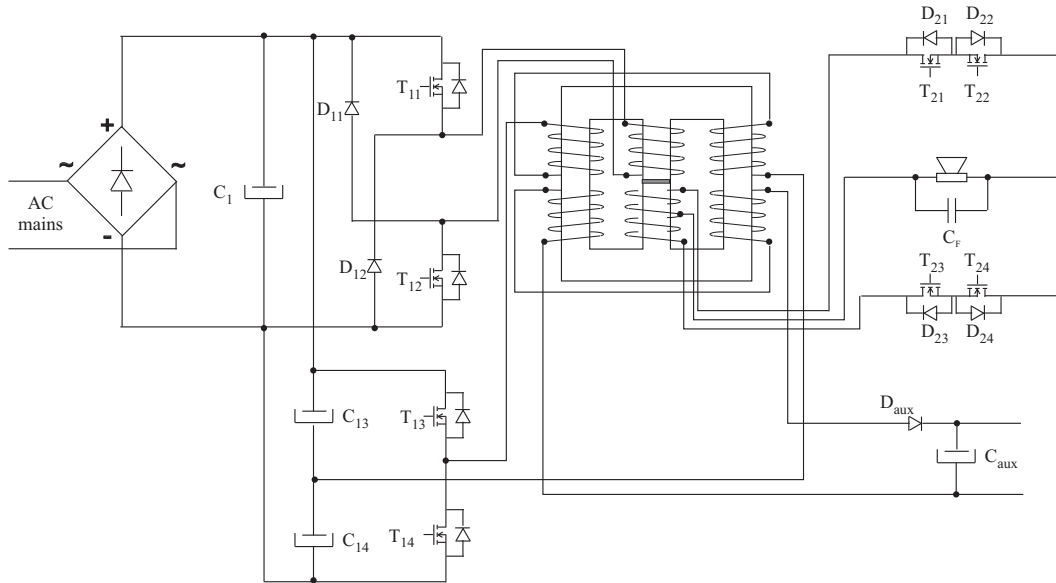 D21 D22
T21 T22
T11
D11
+
~ ~
C1
AC
mains
-
CF
D12
T12
T23 T24
D23 D24
C13
T13
Daux
Caux
C14
T14